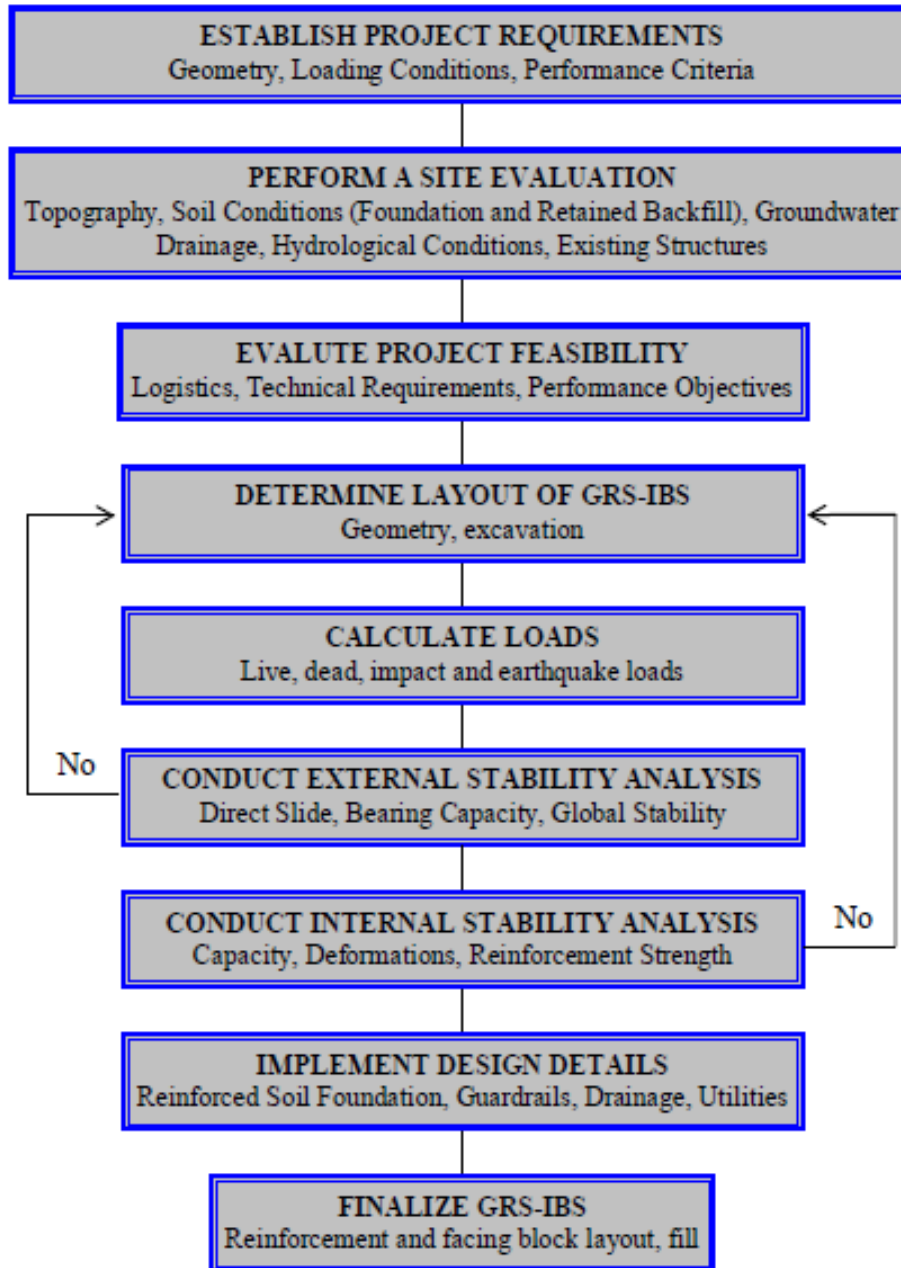 ESTABLISH PROJECT REQUIREMENTS
Geometry, Loading Conditions, Performance Criteria
PERFORM A SITE EVALUATION
Topography, Soil Conditions (Foundation and Retained Backfill), Groundwater
Drainage, Hydrological Conditions, Existing Structures
EVALUTE PROJECT FEASIBILITY
Logistics, Technical Requirements, Performance Objectives
DETERMINE LAYOUT OF GRS-IBS
Geometry, excavation
CALCULATE LOADS
Live, dead, impact and earthquake loads
No
CONDUCT EXTERNAL STABILITY ANALYSIS
Direct Slide, Bearing Capacity, Global Stability
CONDUCT INTERNAL STABILITY ANALYSIS
Capacity, Deformations, Reinforcement Strength
No
IMPLEMENT DESIGN DETAILS
Reinforced Soil Foundation, Guardrails, Drainage, Utilities
FINALIZE GRS-IBS
Reinforcement and facing block layout, fill